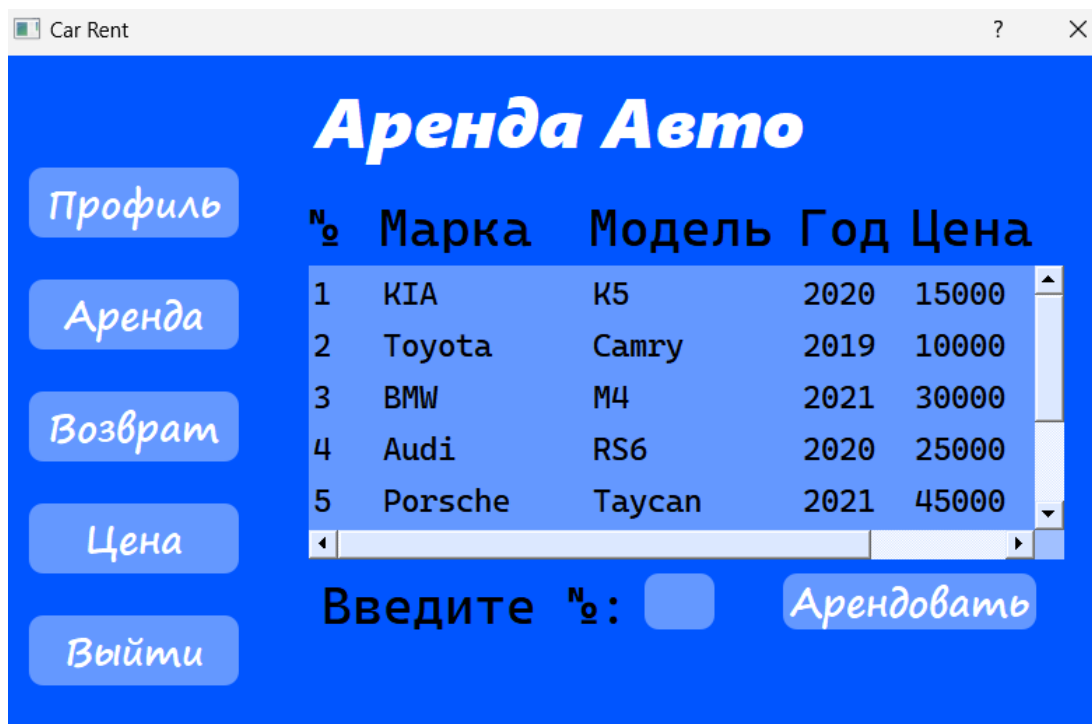 Car Rent
Аренда Авто
Профиль
Аренда
Возврат
Цена
Выйти
№ Марка Модель Год Цена
1 KIA K5 2020 15000
2 Toyota Camry 2019 10000
3 BMW M4 2021 30000
4 Audi RS6 2020 25000
5 Porsche Taycan 2021 45000
Введите №: Арендовать